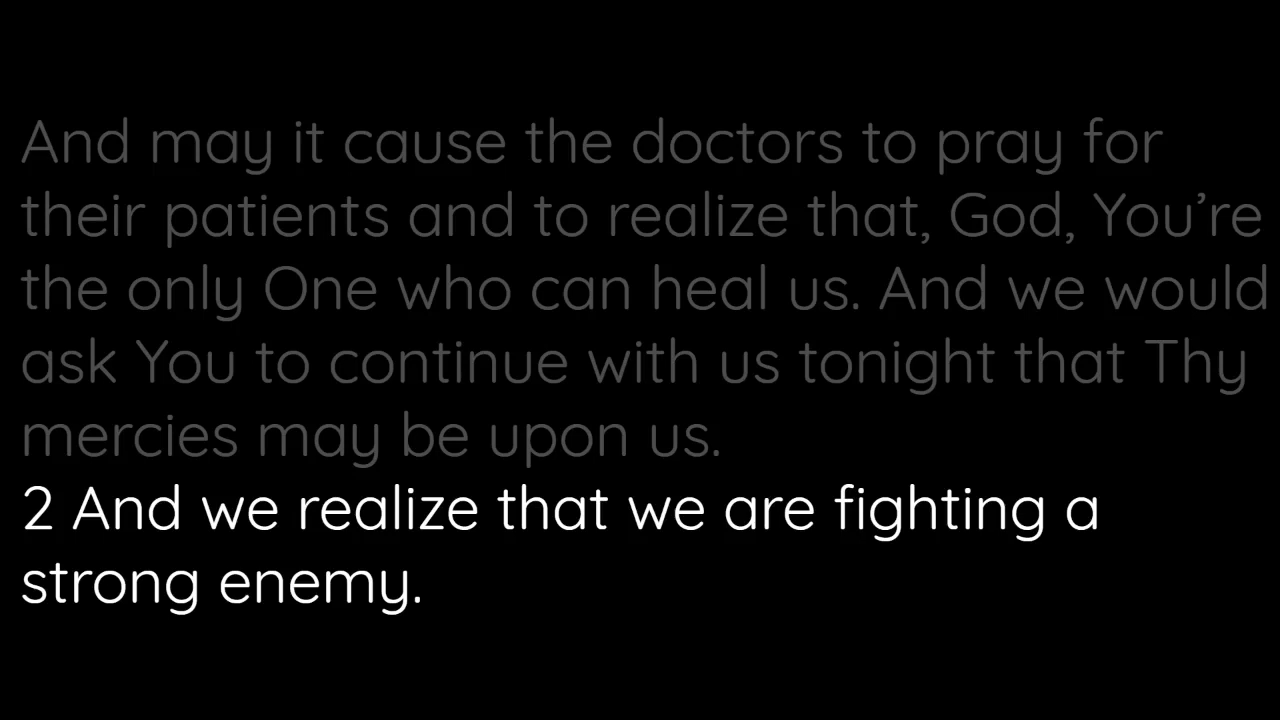 And may it cause the doctors to pray for
their patients and to realize that, God, You’re
the only One who can heal us. And we would
ask You to continue with us tonight that Thy
mercies may be upon us.
2 And we realize that we are fighting a
strong enemy.